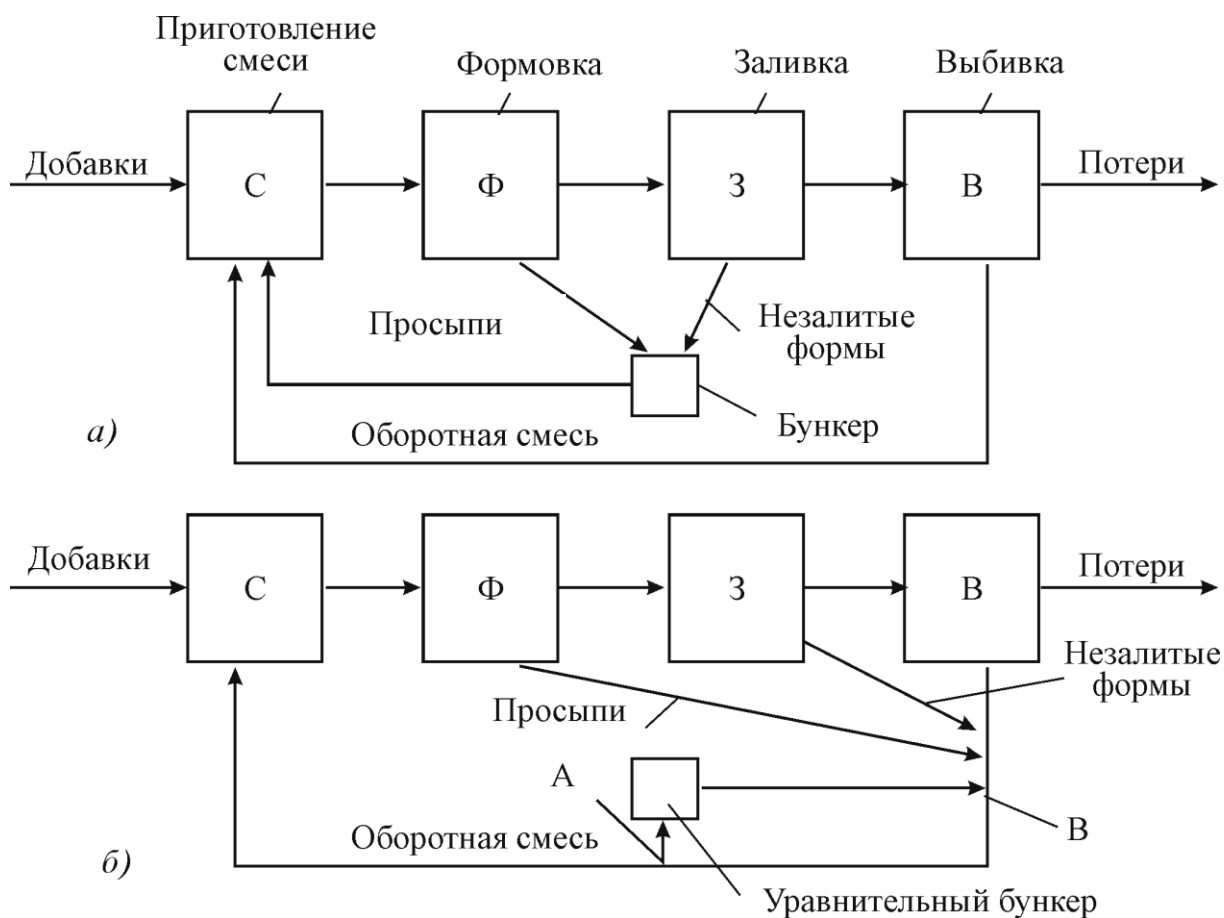 Приготовление
смеси
Формовка
Заливка
Выбивка
Добавки
С
Ф
З
В
Потери
Просыпи
Незалитые
формы
Бункер
а)
Оборотная смесь
Добавки
С
Ф
З
В
Потери
Незалитые
формы
Просыпи
А
В
Оборотная смесь
б)
Уравнительный бункер